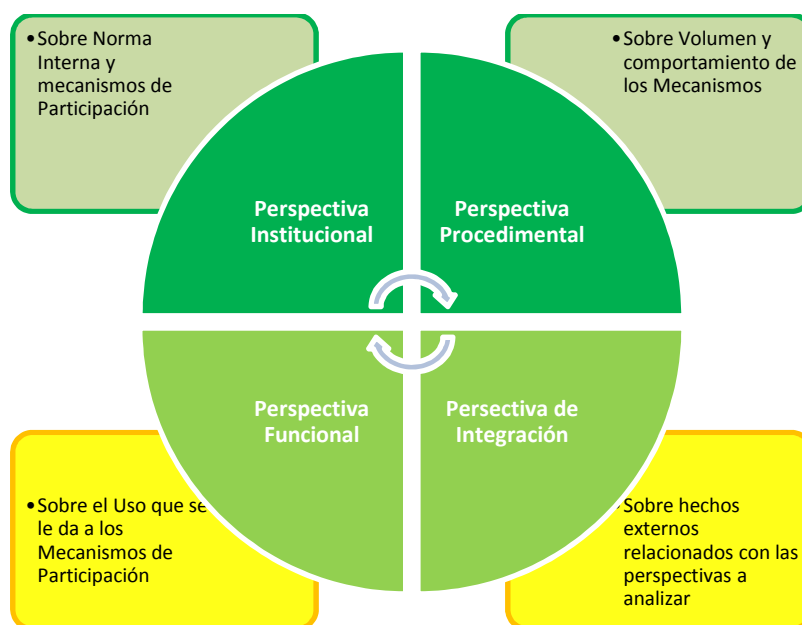 •Sobre Norma
Interna y
mecanismos de
Participación
•Sobre Volumen y
comportamiento de
los Mecanismos
Perspectiva
Institucional
Perspectiva
Procedimental
Perspectiva
Funcional
Persectiva de
Integración
•Sobre el Uso que se
le da a los
Mecanismos de
Participación
•Sobre hechos
externos
relacionados con las
perspectivas a
analizar